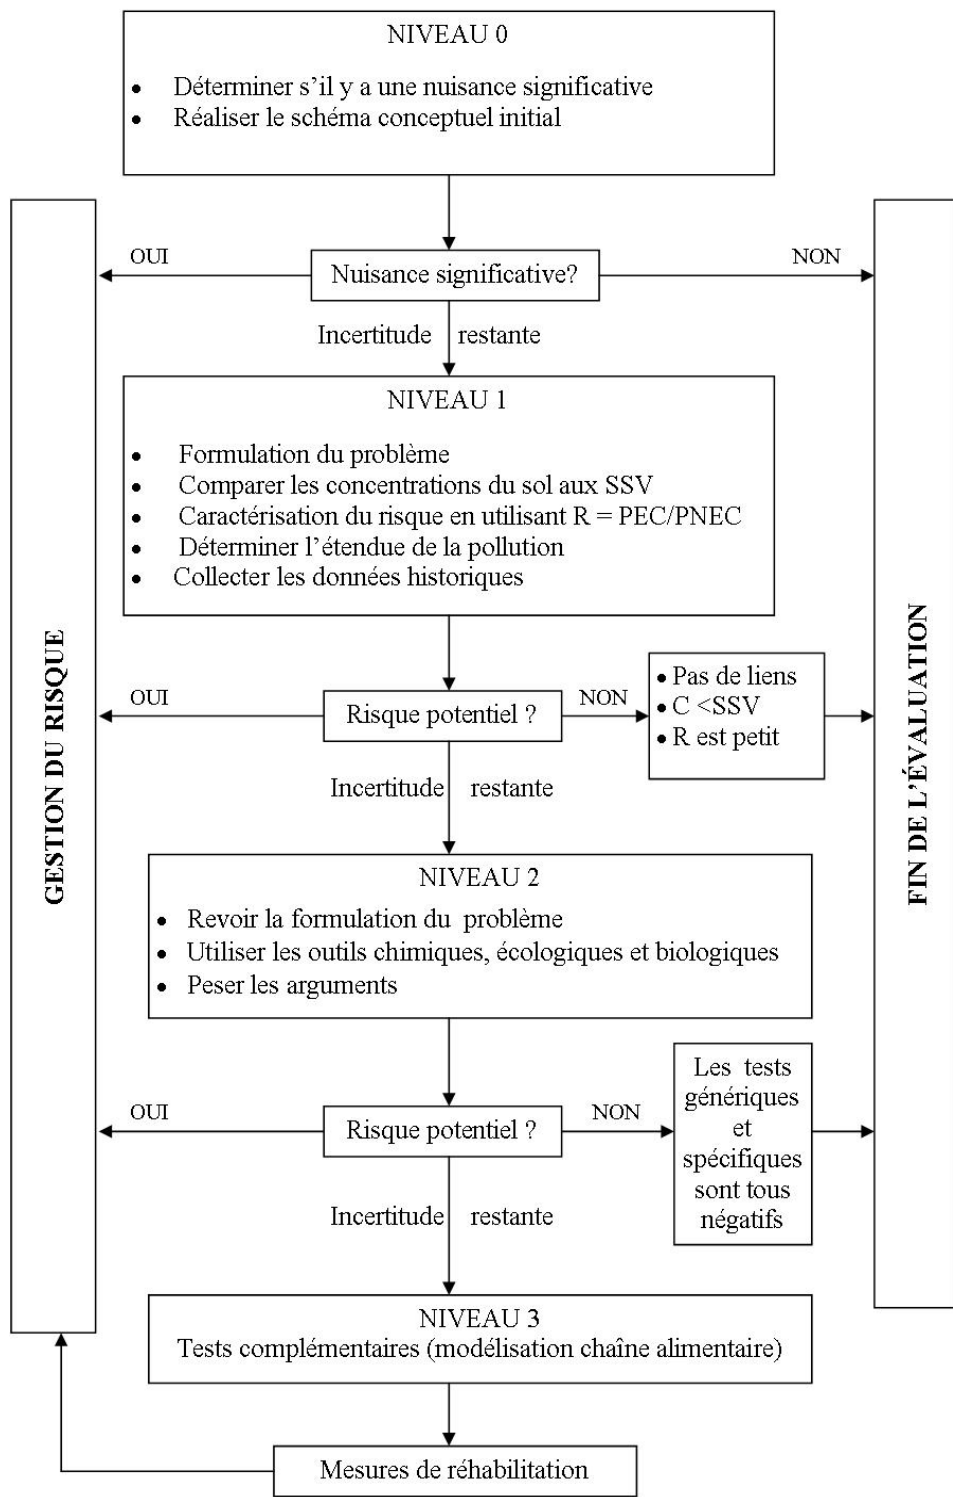 NIVEAU 0
• Déterminer s’il y a une nuisance significative
• Réaliser le schéma conceptuel initial
OUI
Nuisance significative?
NON
Incertitude restante
NIVEAU 1
• Formulation du problème
• Comparer les concentrations du sol aux SSV
• Caractérisation du risque en utilisant R = PEC/PNEC
• Déterminer l’étendue de la pollution
• Collecter les données historiques
GESTION DU RISQUE
FIN DE L’ÉVALUATION
OUI
Risque potentiel ?
NON
• Pas de liens
• C <SSV
• R est petit
Incertitude restante
NIVEAU 2
• Revoir la formulation du problème
• Utiliser les outils chimiques, écologiques et biologiques
• Peser les arguments
OUI
Risque potentiel ?
NON
Les tests
génériques
et
spécifiques
sont tous
négatifs
Incertitude restante
NIVEAU 3
Tests complémentaires (modélisation chaîne alimentaire)
Mesures de réhabilitation